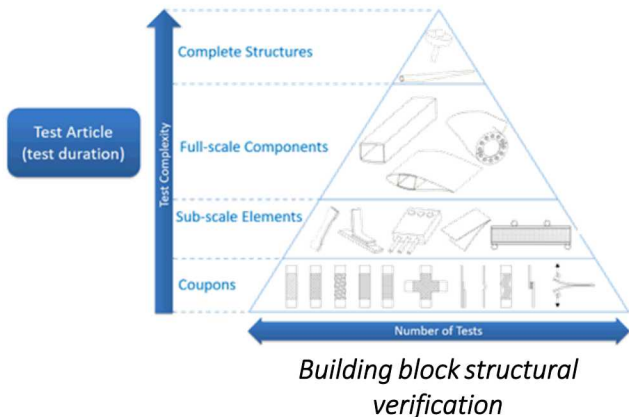 Complete Structures
Test Article
(test duration)
Test Complexity
Full-scale Components
Sub-scale Elements
Coupons
Number of Tests
Building block structural
verification